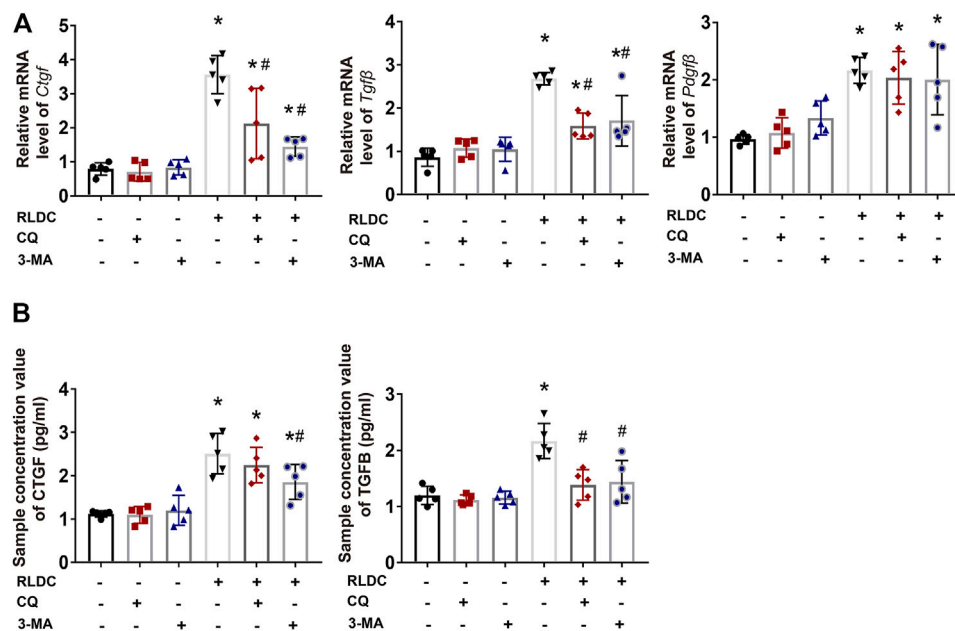 A
Relative mRNA
level of Ctgf
5
4
3
2
1
0
*
*#
*#
RLDC - - - + + +
CQ - + - - + -
3-MA - - + - - +
Relative mRNA
level of Tgfβ
4
3
2
1
0
*
*#
*#
RLDC - - - + + +
CQ - + - - + -
3-MA - - + - - +
Relative mRNA
level of Pdgfβ
3
2
1
0
*
*
*
RLDC - - - + + +
CQ - + - - + -
3-MA - - + - - +
B
Sample concentration value
of CTGF (pg/ml)
4
3
2
1
0
*
*
*#
RLDC - - - + + +
CQ - + - - + -
3-MA - - + - - +
Sample concentration value
of TGFB (pg/ml)
3
2
1
0
*
#
#
RLDC - - - + + +
CQ - + - - + -
3-MA - - + - - +